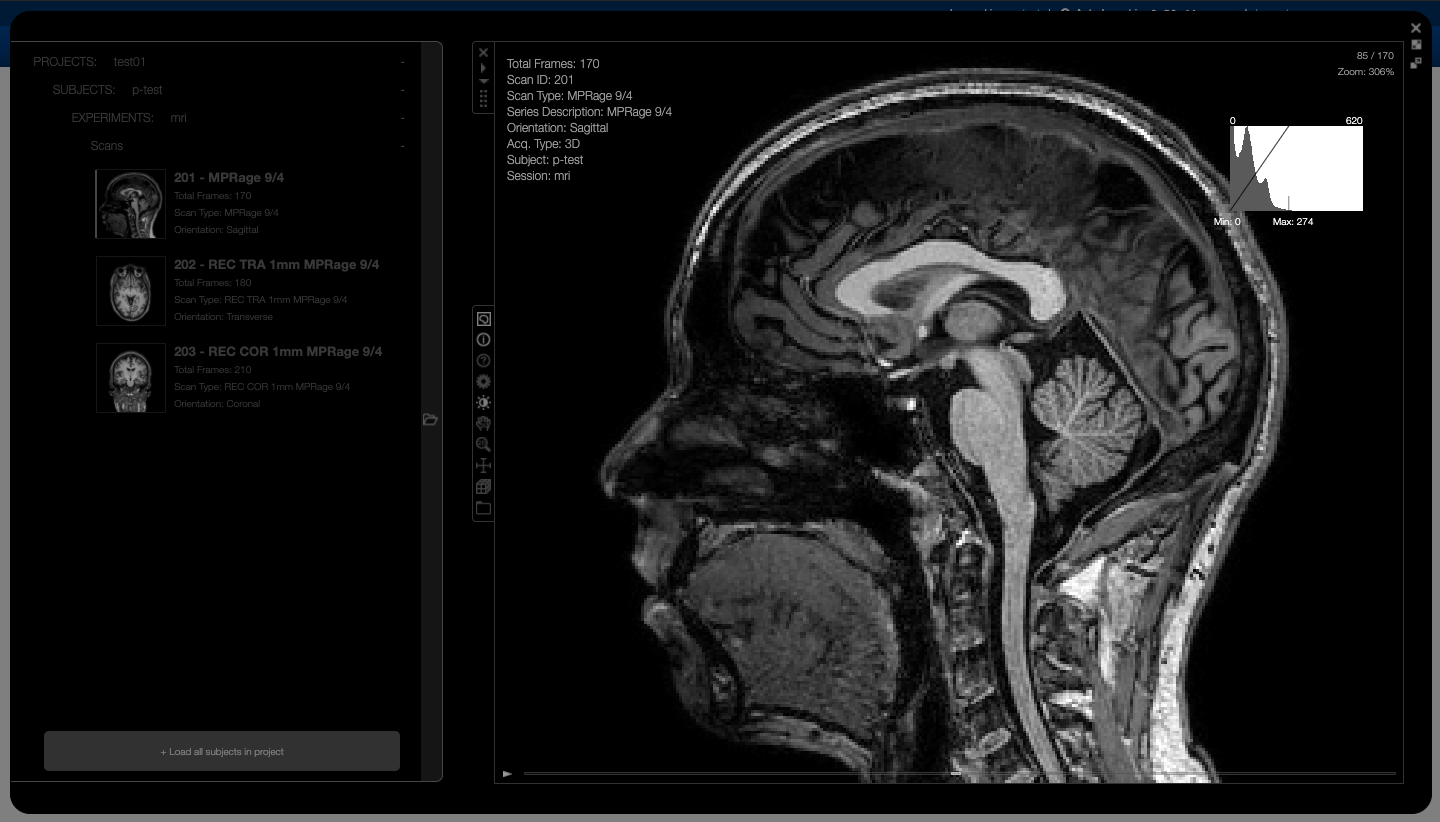 PROJECTS: test01 -
SUBJECTS: p-test -
EXPERIMENTS: mri -
Scans -
201 - MPRage 9/4
Total Frames: 170
Scan Type: MPRage 9/4
Orientation: Sagittal
202 - REC TRA 1mm MPRage 9/4
Total Frames: 180
Scan Type: REC TRA 1mm MPRage 9/4
Orientation: Transverse
203 - REC COR 1mm MPRage 9/4
Total Frames: 210
Scan Type: REC COR 1mm MPRage 9/4
Orientation: Coronal
+ Load all subjects in project
Total Frames: 170
Scan ID: 201
Scan Type: MPRage 9/4
Series Description: MPRage 9/4
Orientation: Sagittal
Acq. Type: 3D
Subject: p-test
Session: mri
85 / 170
Zoom: 306%
0 620
Min: 0 Max: 274